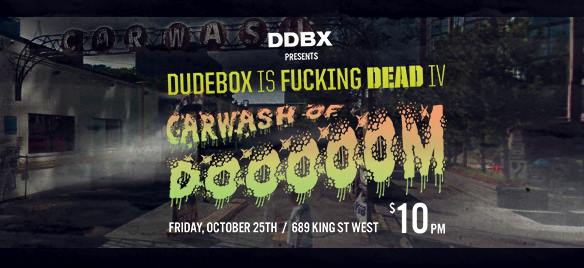 CARWASH
DDBX
PRESENTS
DUDEBOX IS FUCKING DEAD IV
CARWASH OF
DOOOOOM
FRIDAY, OCTOBER 25TH / 689 KING ST WEST $10 PM